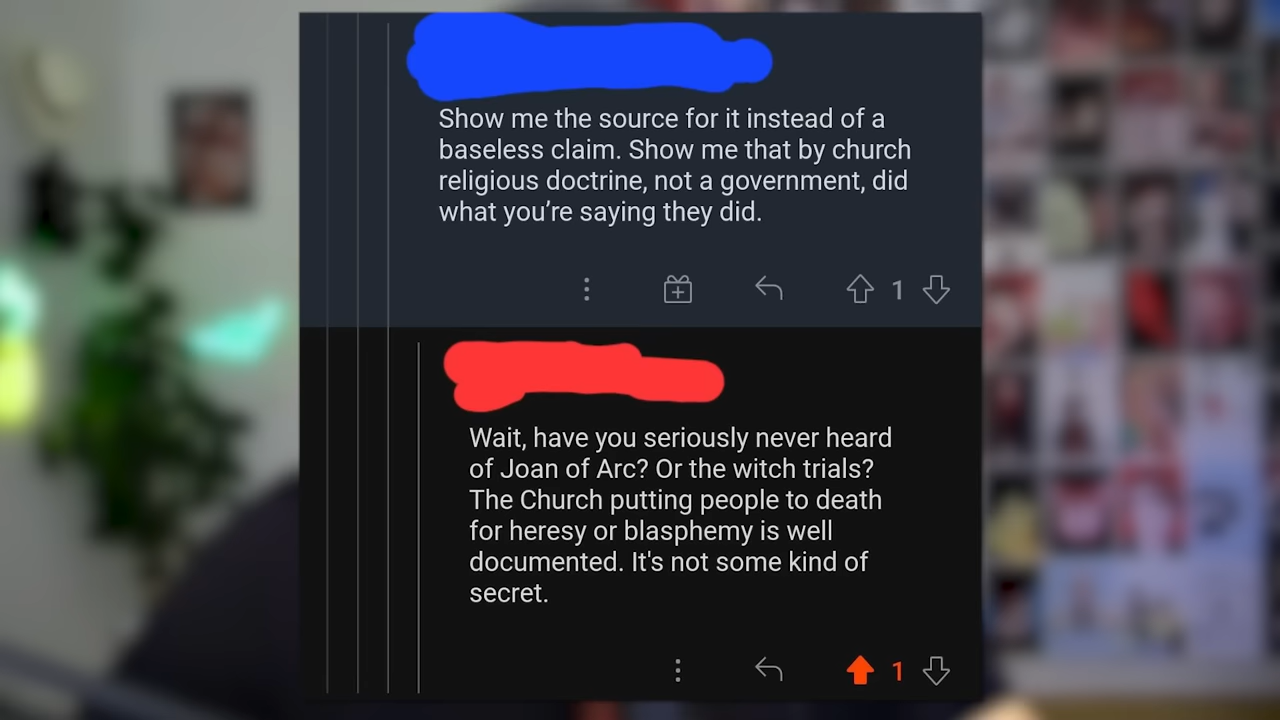 Show me the source for it instead of a
baseless claim. Show me that by church
religious doctrine, not a government, did
what you’re saying they did.
1
Wait, have you seriously never heard
of Joan of Arc? Or the witch trials?
The Church putting people to death
for heresy or blasphemy is well
documented. It's not some kind of
secret.
1